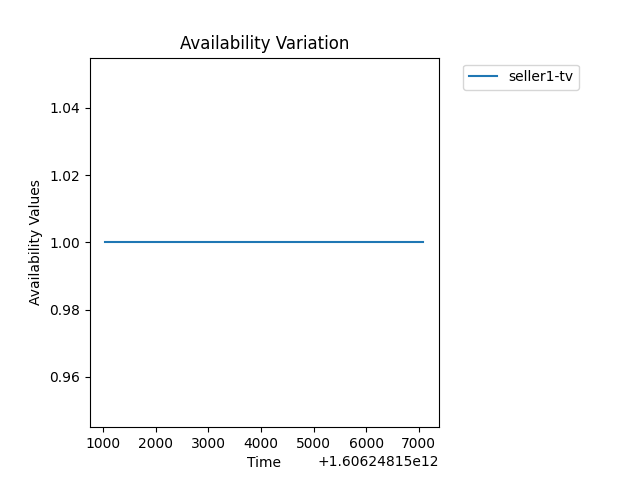 Availability Variation
seller1-tv
Availability Values
1.04
1.02
1.00
0.98
0.96
1000 2000 3000 4000 5000 6000 7000
Time
+1.60624815e12